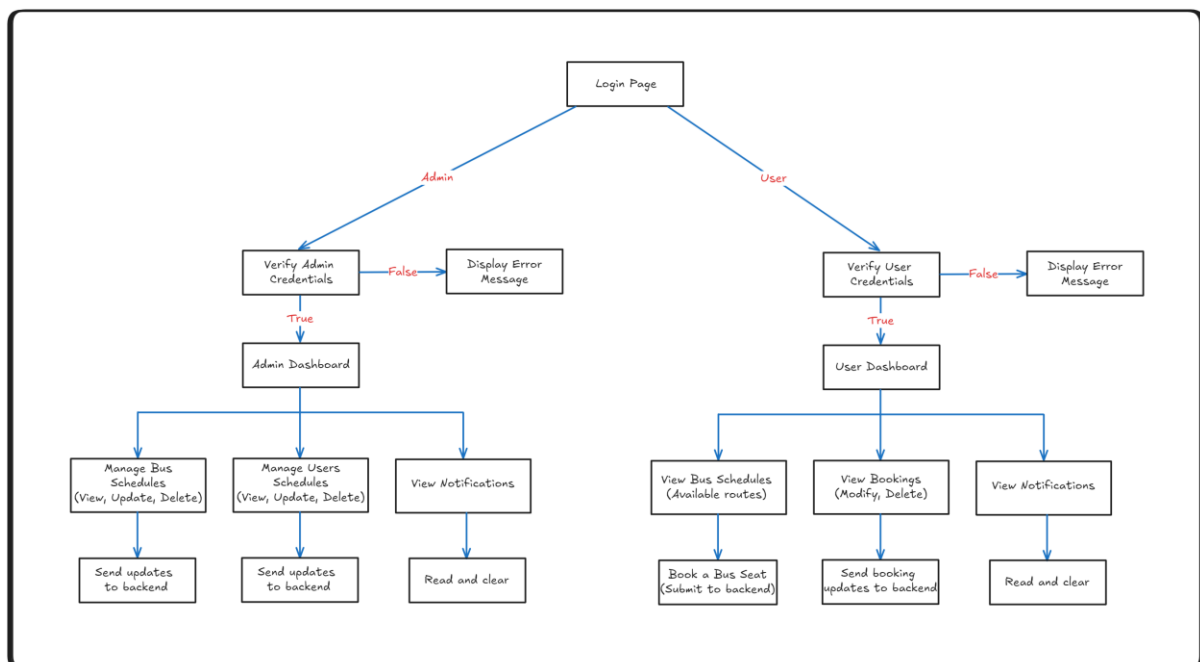 Login Page
Admin
User
Verify Admin
Credentials
False
Display Error
Message
Verify User
Credentials
False
Display Error
Message
True
True
Admin Dashboard
User Dashboard
Manage Bus
Schedules
(View, Update, Delete)
Manage Users
Schedules
(View, Update, Delete)
View Notifications
View Bus Schedules
(Available routes)
View Bookings
(Modify, Delete)
View Notifications
Send updates
to backend
Send updates
to backend
Read and clear
Book a Bus Seat
(Submit to backend)
Send booking
updates to backend
Read and clear